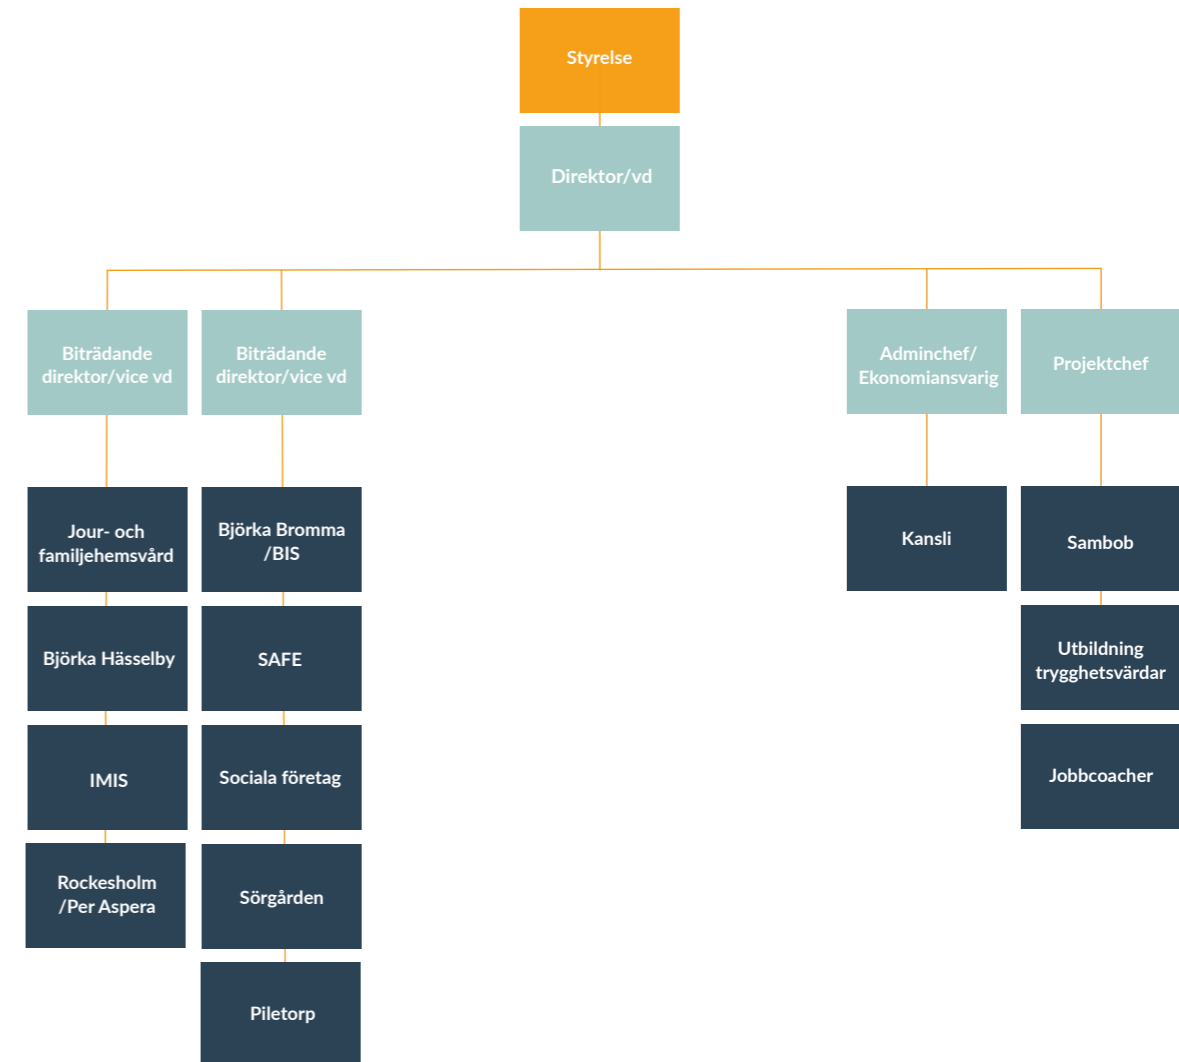 Styrelse
Direktor/vd
Biträdande
direktor/vice vd
Biträdande
direktor/vice vd
Adminchef/
Ekonomiansvarig
Projektchef
Jour- och
familjehemsvård
Björka Hässelby
IMIS
Rockesholm
/Per Aspera
Björka Bromma
/BIS
SAFE
Sociala företag
Sörgården
Piletorp
Kansli
Sambob
Utbildning
trygghetsvärdar
Jobbcoacher